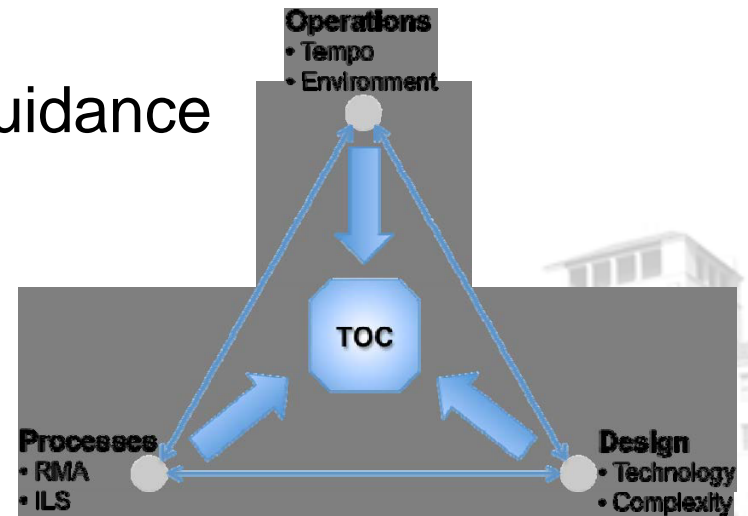 Operations
• Tempo
• Environment
uidance
TOC
Processes
• RMA
• ILS
Design
• Technology
• Complexity